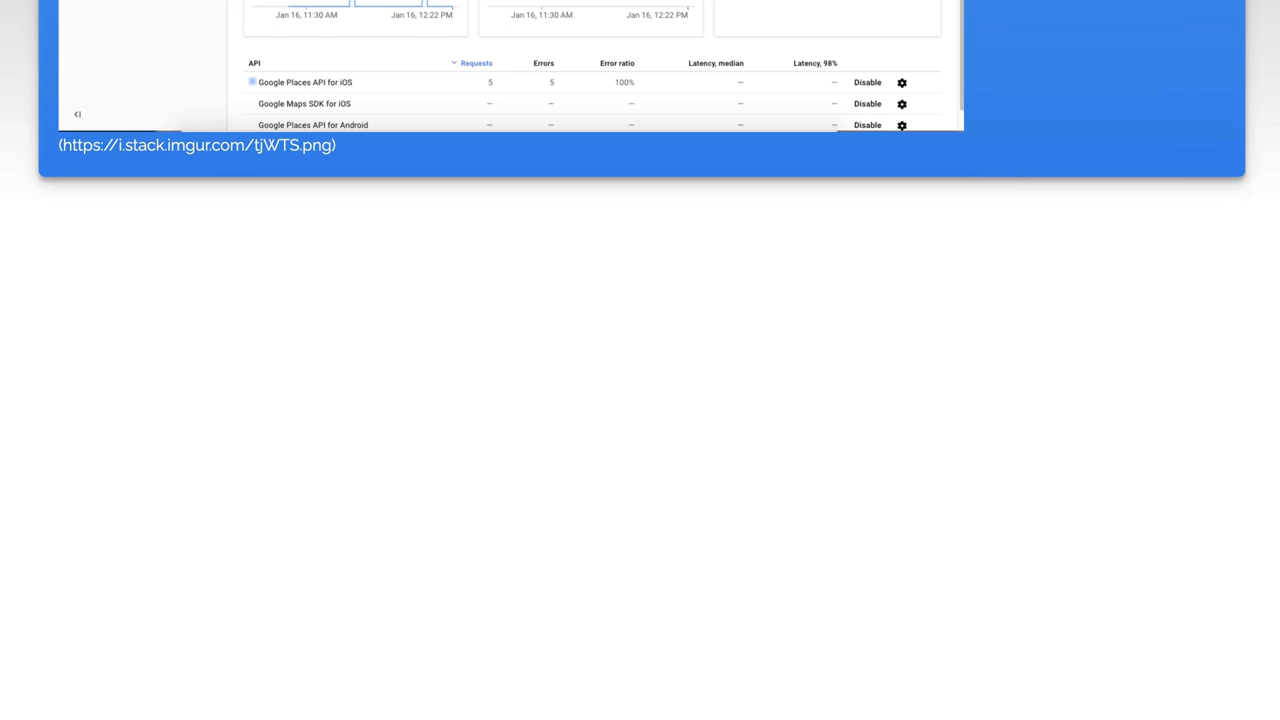 Jan 16, 11:30 AM Jan 16, 12:22 PM Jan 16, 11:30 AM Jan 16, 12:22 PM
API Requests Errors Error ratio Latency, median Latency, 98%
Google Places API for iOS 5 5 100% – – Disable
Google Maps SDK for iOS – – – – – Disable
Google Places API for Android – – – – – Disable
(https://i.stack.imgur.com/tjWTS.png)